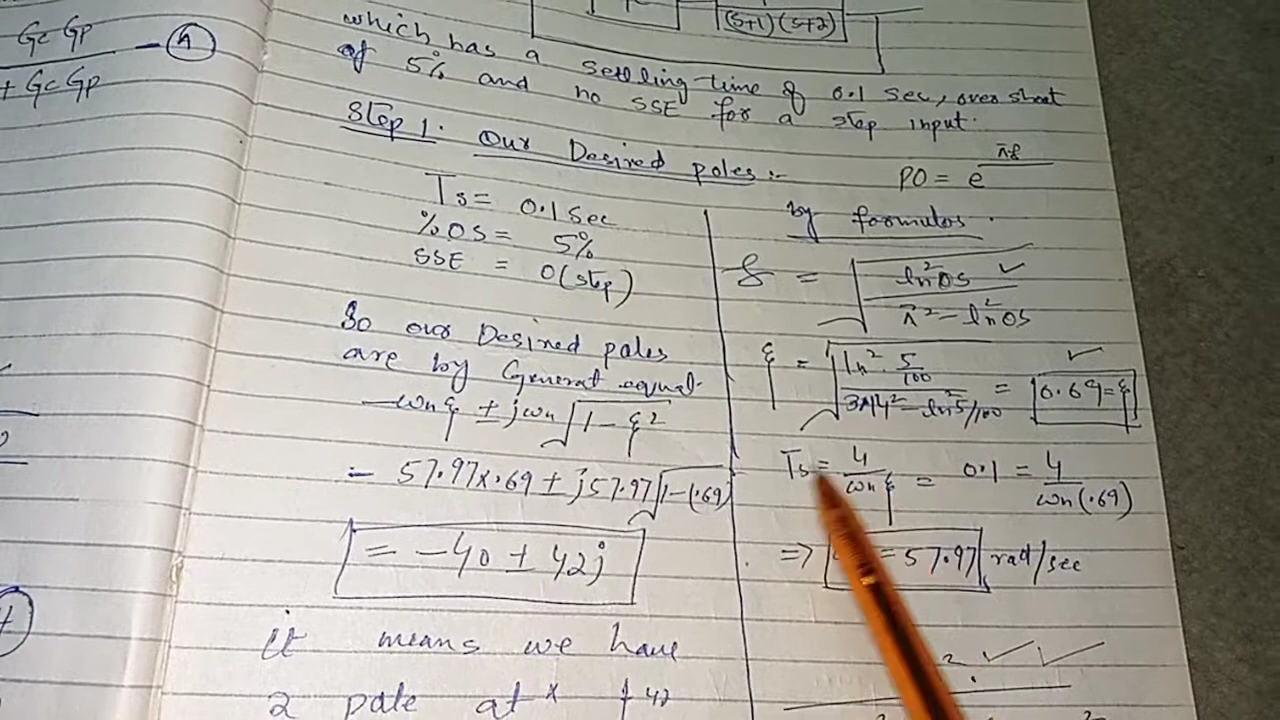 Gc Gp
+ Gc Gp
(s+1)(s+2)
which has a settling time of 0.1 sec, over shoot
of 5% and no SSE for a step input.
Step 1. Our Desired poles :-
Ts = 0.1 sec
%OS = 5%
SSE = 0(step)
So our Desired poles
are by General equat.
-ωnξ ± jωn√1-ξ²
= 57.97×.69 ± j57.97√1-(.69)
= -40 ± 42j
it means we have
2 pole at
PO = e
by formulas.
ξ = √ln²OS
π² - ln²OS
ξ = √ln² 5/100
3.14² - ln²5/100 = 0.69 = ξ
Ts = 4/ωnξ = 0.1 = 4/ωn(.69)
=> = 57.97 rad/sec